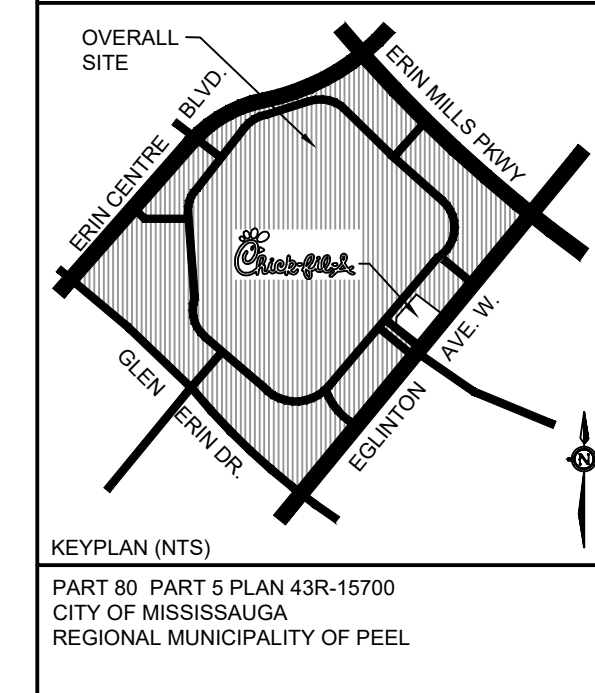 OVERALL
SITE
ERIN CENTRE
BLVD.
ERIN MILLS PKWY
Chick-fil-A
GLEN
ERIN DR.
EGLINTON
AVE. W.
N
KEYPLAN (NTS)
PART 80 PART 5 PLAN 43R-15700
CITY OF MISSISSAUGA
REGIONAL MUNICIPALITY OF PEEL